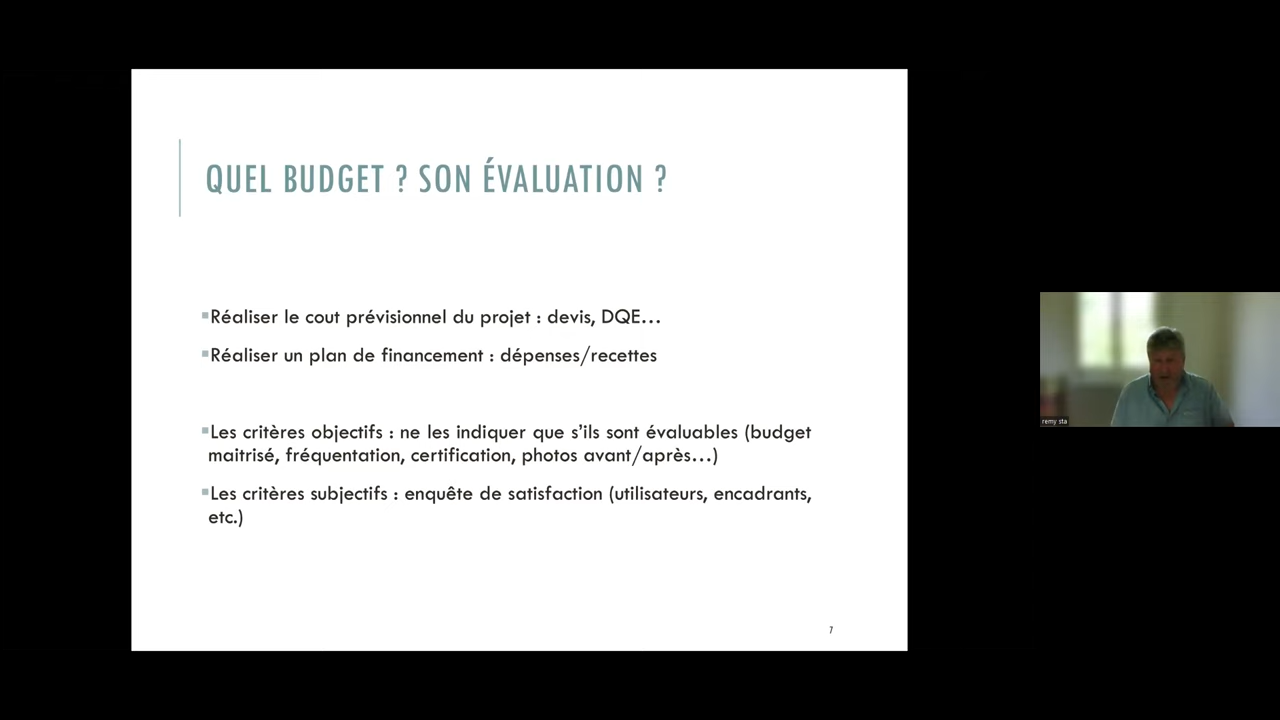 QUEL BUDGET ? SON ÉVALUATION ?
▪Réaliser le cout prévisionnel du projet : devis, DQE…
▪Réaliser un plan de financement : dépenses/recettes
▪Les critères objectifs : ne les indiquer que s'ils sont évaluables (budget
maitrisé, fréquentation, certification, photos avant/après…)
▪Les critères subjectifs : enquête de satisfaction (utilisateurs, encadrants,
etc.)
7
remy sta